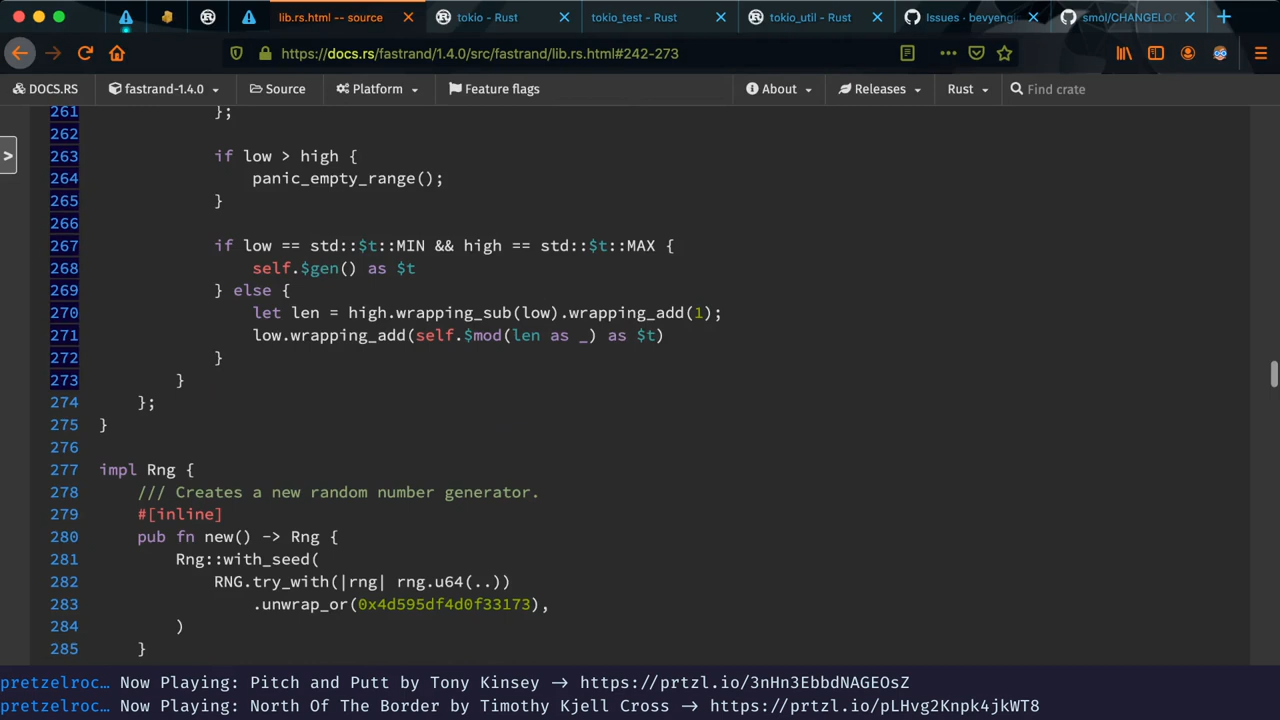 lib.rs.html -- source
tokio - Rust
tokio_test - Rust
tokio_util - Rust
Issues · bevyengi
smol/CHANGELO
https://docs.rs/fastrand/1.4.0/src/fastrand/lib.rs.html#242-273
DOCS.RS
fastrand-1.4.0
Source
Platform
Feature flags
About
Releases
Rust
Find crate
>
261 };
262
263 if low > high {
264 panic_empty_range();
265 }
266
267 if low == std::$t::MIN && high == std::$t::MAX {
268 self.$gen() as $t
269 } else {
270 let len = high.wrapping_sub(low).wrapping_add(1);
271 low.wrapping_add(self.$mod(len as _) as $t)
272 }
273 }
274 };
275 }
276
277 impl Rng {
278 /// Creates a new random number generator.
279 #[inline]
280 pub fn new() -> Rng {
281 Rng::with_seed(
282 RNG.try_with(|rng| rng.u64(..))
283 .unwrap_or(0x4d595df4d0f33173),
284 )
285 }
pretzelroc… Now Playing: Pitch and Putt by Tony Kinsey -> https://prtzl.io/3nHn3EbbdNAGEOsZ
pretzelroc… Now Playing: North Of The Border by Timothy Kjell Cross -> https://prtzl.io/pLHvg2Knpk4jkWT8